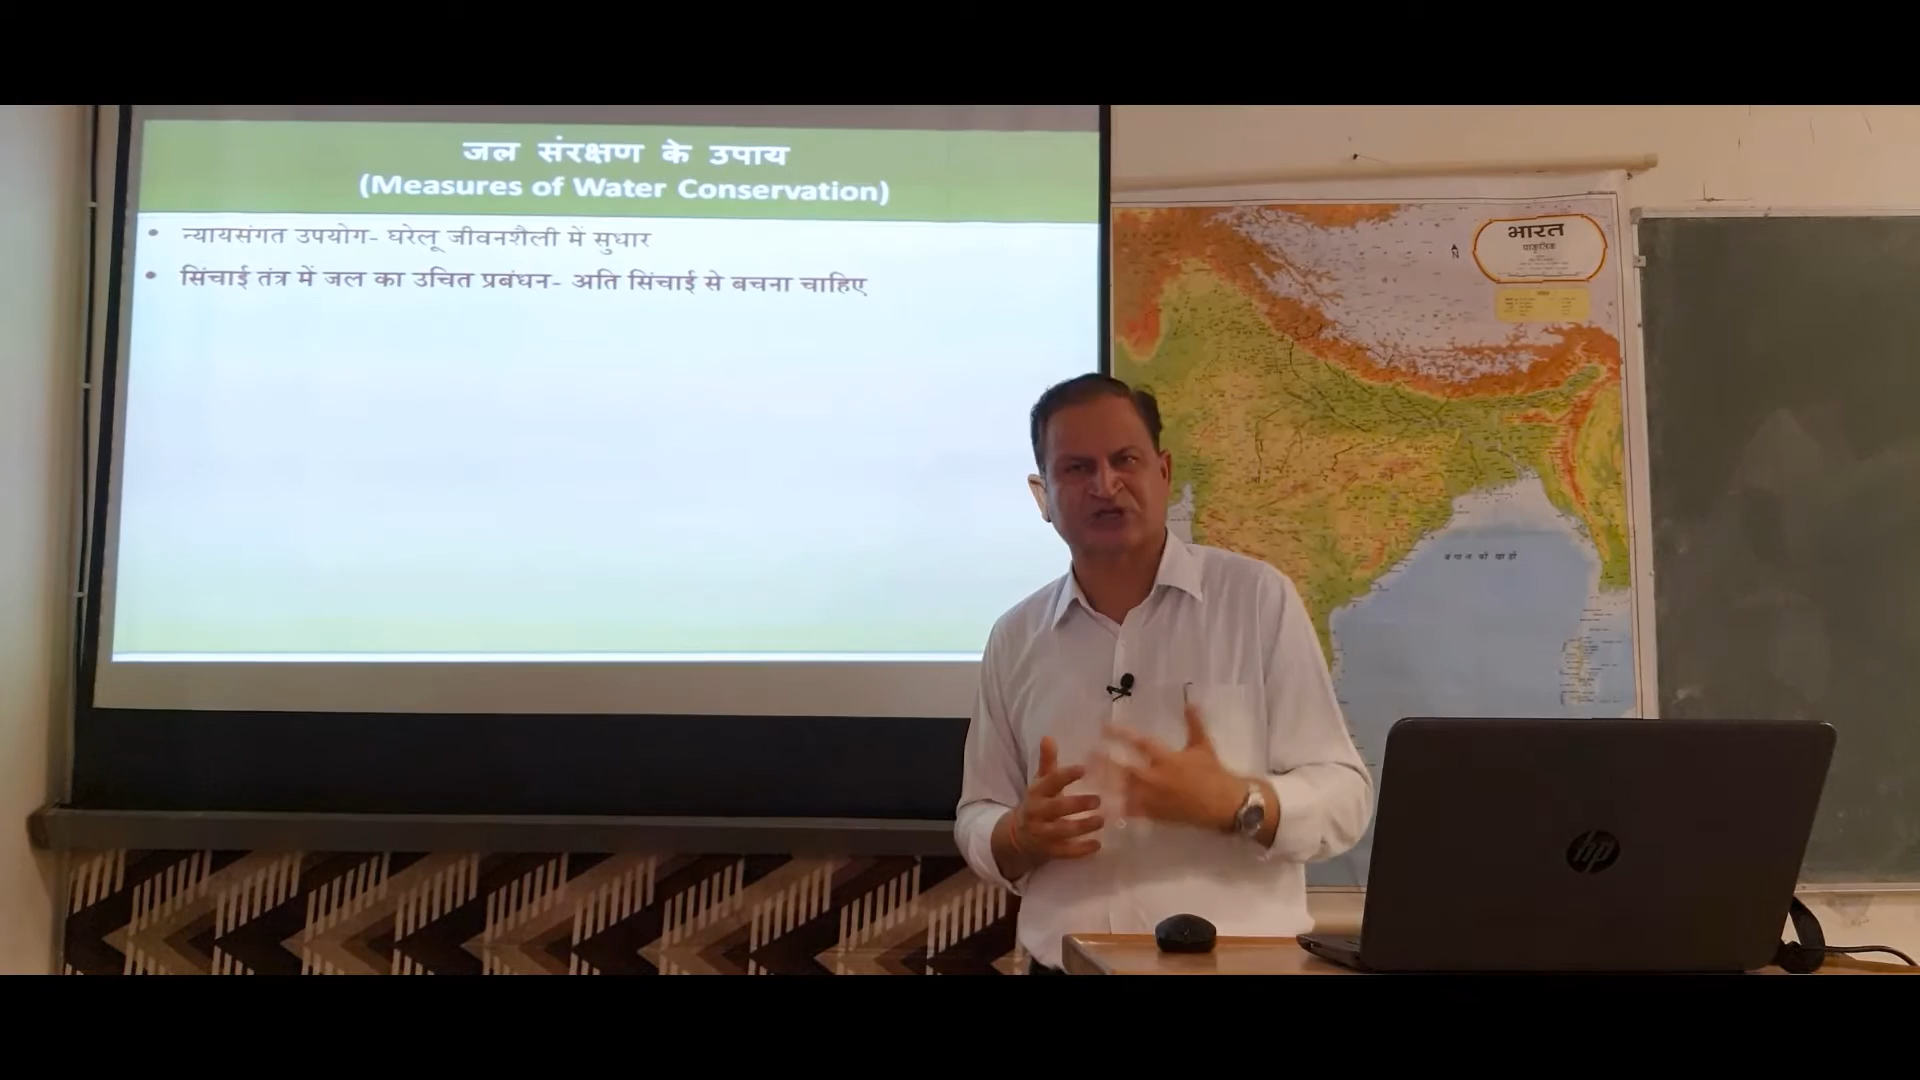 जल संरक्षण के उपाय
(Measures of Water Conservation)
• न्यायसंगत उपयोग- घरेलू जीवनशैली में सुधार
• सिंचाई तंत्र में जल का उचित प्रबंधन- अति सिंचाई से बचना चाहिए
भारत
प्राकृतिक
N
बंगाल की खाड़ी
hp